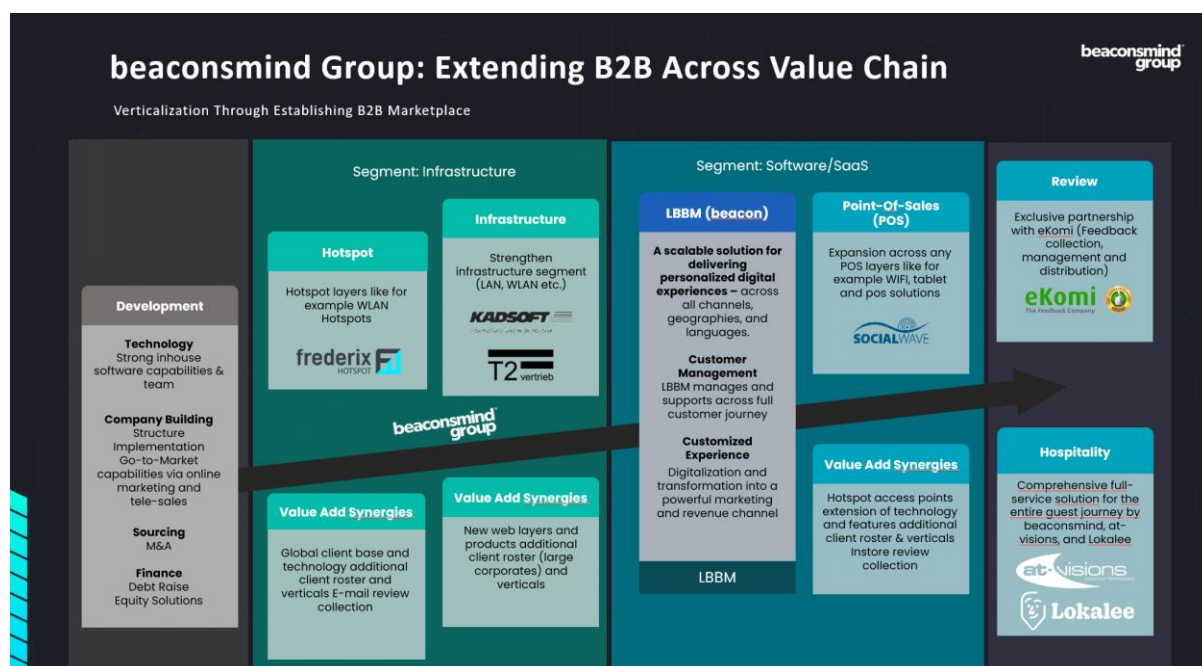 beaconsmind Group: Extending B2B Across Value Chain
beaconsmind
group
Verticalization Through Establishing B2B Marketplace
Development
Technology
Strong inhouse
software capabilities &
team
Company Building
Structure
Implementation
Go-to-Market
capabilities via online
marketing and
tele-sales
Sourcing
M&A
Finance
Debt Raise
Equity Solutions
Segment: Infrastructure
Hotspot
Hotspot layers like for
example WLAN
Hotspots
frederix
HOTSPOT
Infrastructure
Strengthen
infrastructure segment
(LAN, WLAN etc.)
KADSOFT
T2 vertrieb
beaconsmind
group
Value Add Synergies
Global client base and
technology additional
client roster and
verticals E-mail review
collection
Value Add Synergies
New web layers and
products additional
client roster (large
corporates) and
verticals
Segment: Software/SaaS
LBBM (beacon)
A scalable solution for
delivering
personalized digital
experiences – across
all channels,
geographies, and
languages.
Customer
Management
LBBM manages and
supports across full
customer journey
Customized
Experience
Digitalization and
transformation into a
powerful marketing
and revenue channel
LBBM
Point-Of-Sales
(POS)
Expansion across any
POS layers like for
example WIFI, tablet
and pos solutions
SOCIALWAVE
Value Add Synergies
Hotspot access points
extension of technology
and features additional
client roster & verticals
Instore review
collection
Review
Exclusive partnership
with eKomi (Feedback
collection,
management and
distribution)
eKomi
The Feedback Company
Hospitality
Comprehensive full-
service solution for the
entire guest journey by
beaconsmind, at-
visions, and Lokalee
at-visions
Lokalee